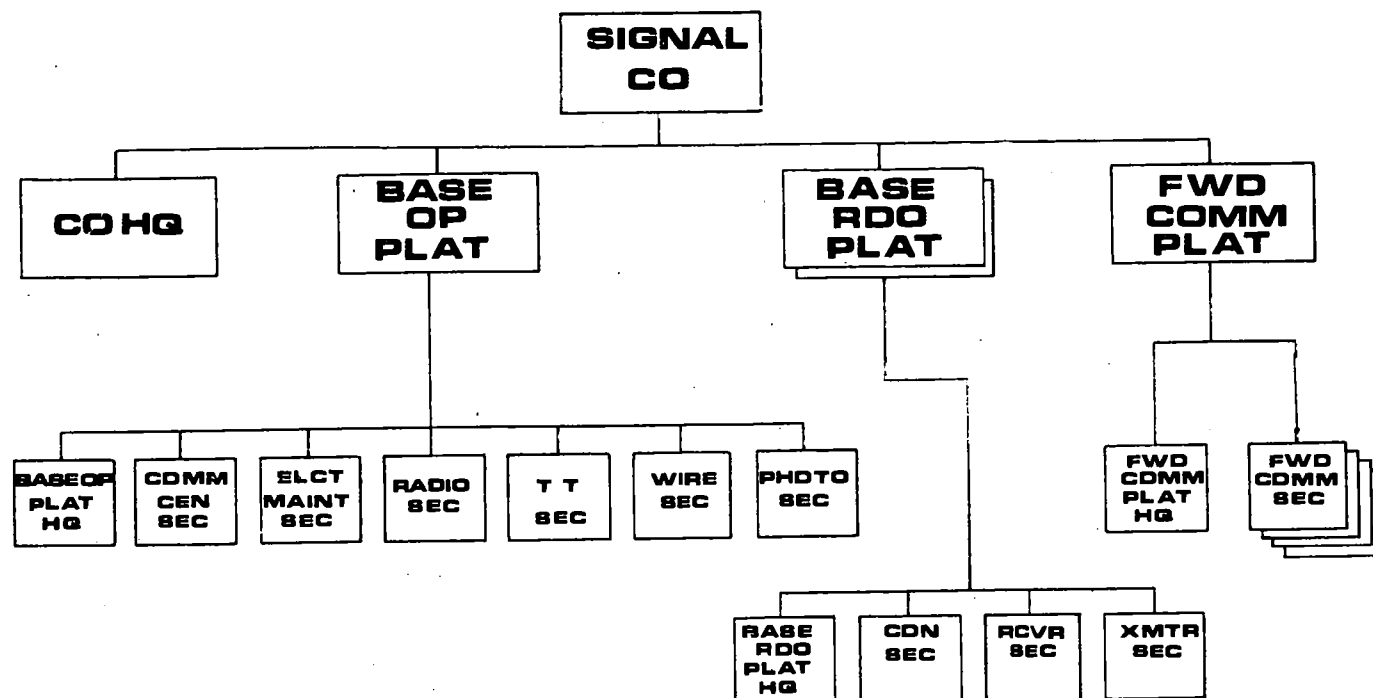 SIGNAL
CO
CO HQ
BASE
OP
PLAT
BASE
RDO
PLAT
FWD
COMM
PLAT
BASEOP
PLAT
HQ
COMM
CEN
SEC
ELCT
MAINT
SEC
RADIO
SEC
T T
SEC
WIRE
SEC
PHOTO
SEC
FWD
COMM
PLAT
HQ
FWD
COMM
SEC
BASE
RDO
PLAT
HQ
CON
SEC
RCVR
SEC
XMTR
SEC